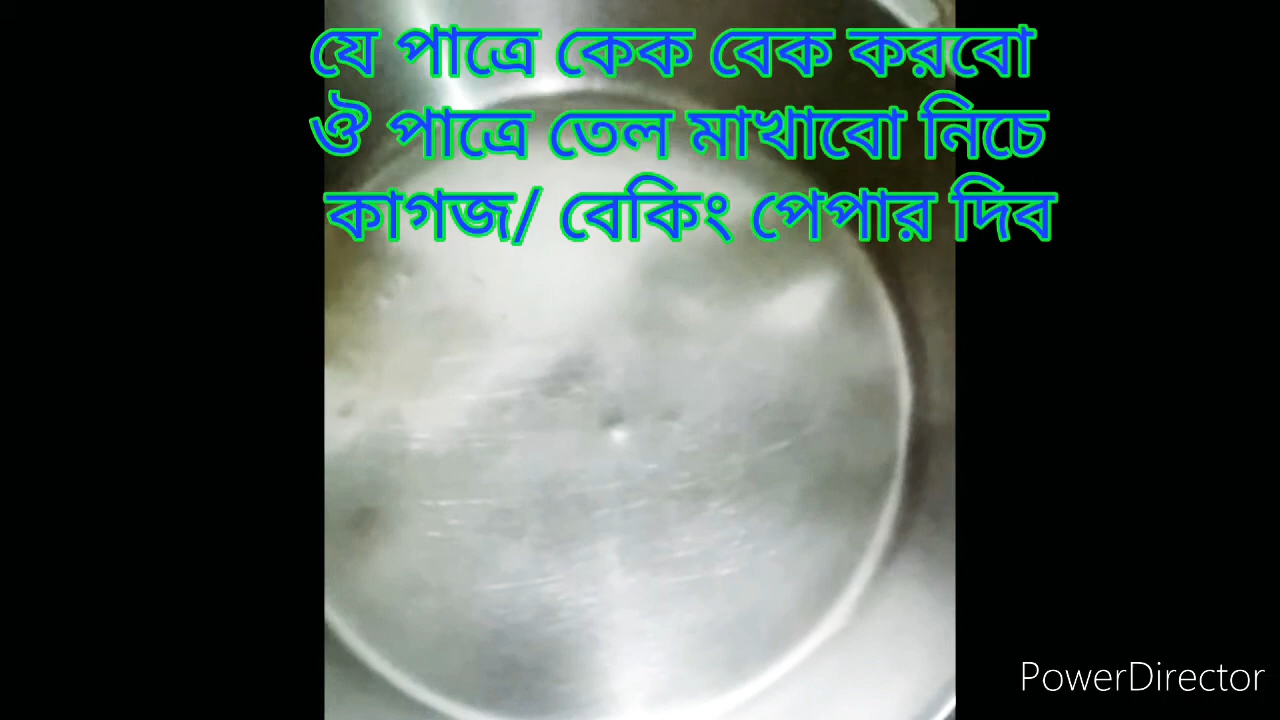 যে পাত্রে কেক বেক করবো
ঔ পাত্রে তেল মাখাবো নিচে
কাগজ/ বেকিং পেপার দিব
PowerDirector